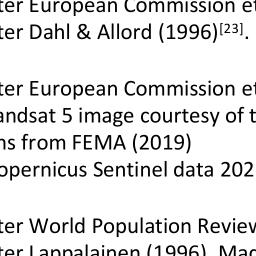 ter European Commission et
ter Dahl & Allord (1996)[23].
ter European Commission et
andsat 5 image courtesy of t
ns from FEMA (2019)
opernicus Sentinel data 202
ter World Population Review
ter Lappalainen (1996). Mag